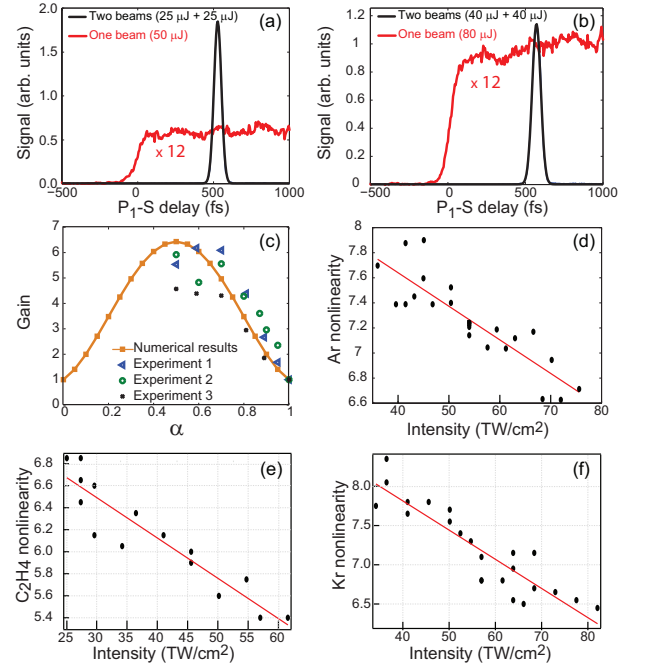 (a)
Two beams (25 μJ + 25 μJ)
One beam (50 μJ)
Signal (arb. units)
2.0
1.5
1.0
0.5
0.0
x 12
-500 0 500 1000
P1-S delay (fs)
(b)
Two beams (40 μJ + 40 μJ)
One beam (80 μJ)
Signal (arb. units)
1.2
1
0.8
0.6
0.4
0.2
0
x 12
-500 0 500 1000
P1-S delay (fs)
(c)
Gain
7
6
5
4
3
2
1
0
Numerical results
Experiment 1
Experiment 2
Experiment 3
0.0 0.2 0.4 0.6 0.8 1.0
α
(d)
Ar nonlinearity
8
7.8
7.6
7.4
7.2
7.0
6.8
6.6
40 50 60 70 80
Intensity (TW/cm2)
(e)
C2H4 nonlinearity
6.8
6.6
6.4
6.2
6.0
5.8
5.6
5.4
25 30 35 40 45 50 55 60
Intensity (TW/cm2)
(f)
Kr nonlinearity
8.0
7.5
7.0
6.5
40 50 60 70 80
Intensity (TW/cm2)